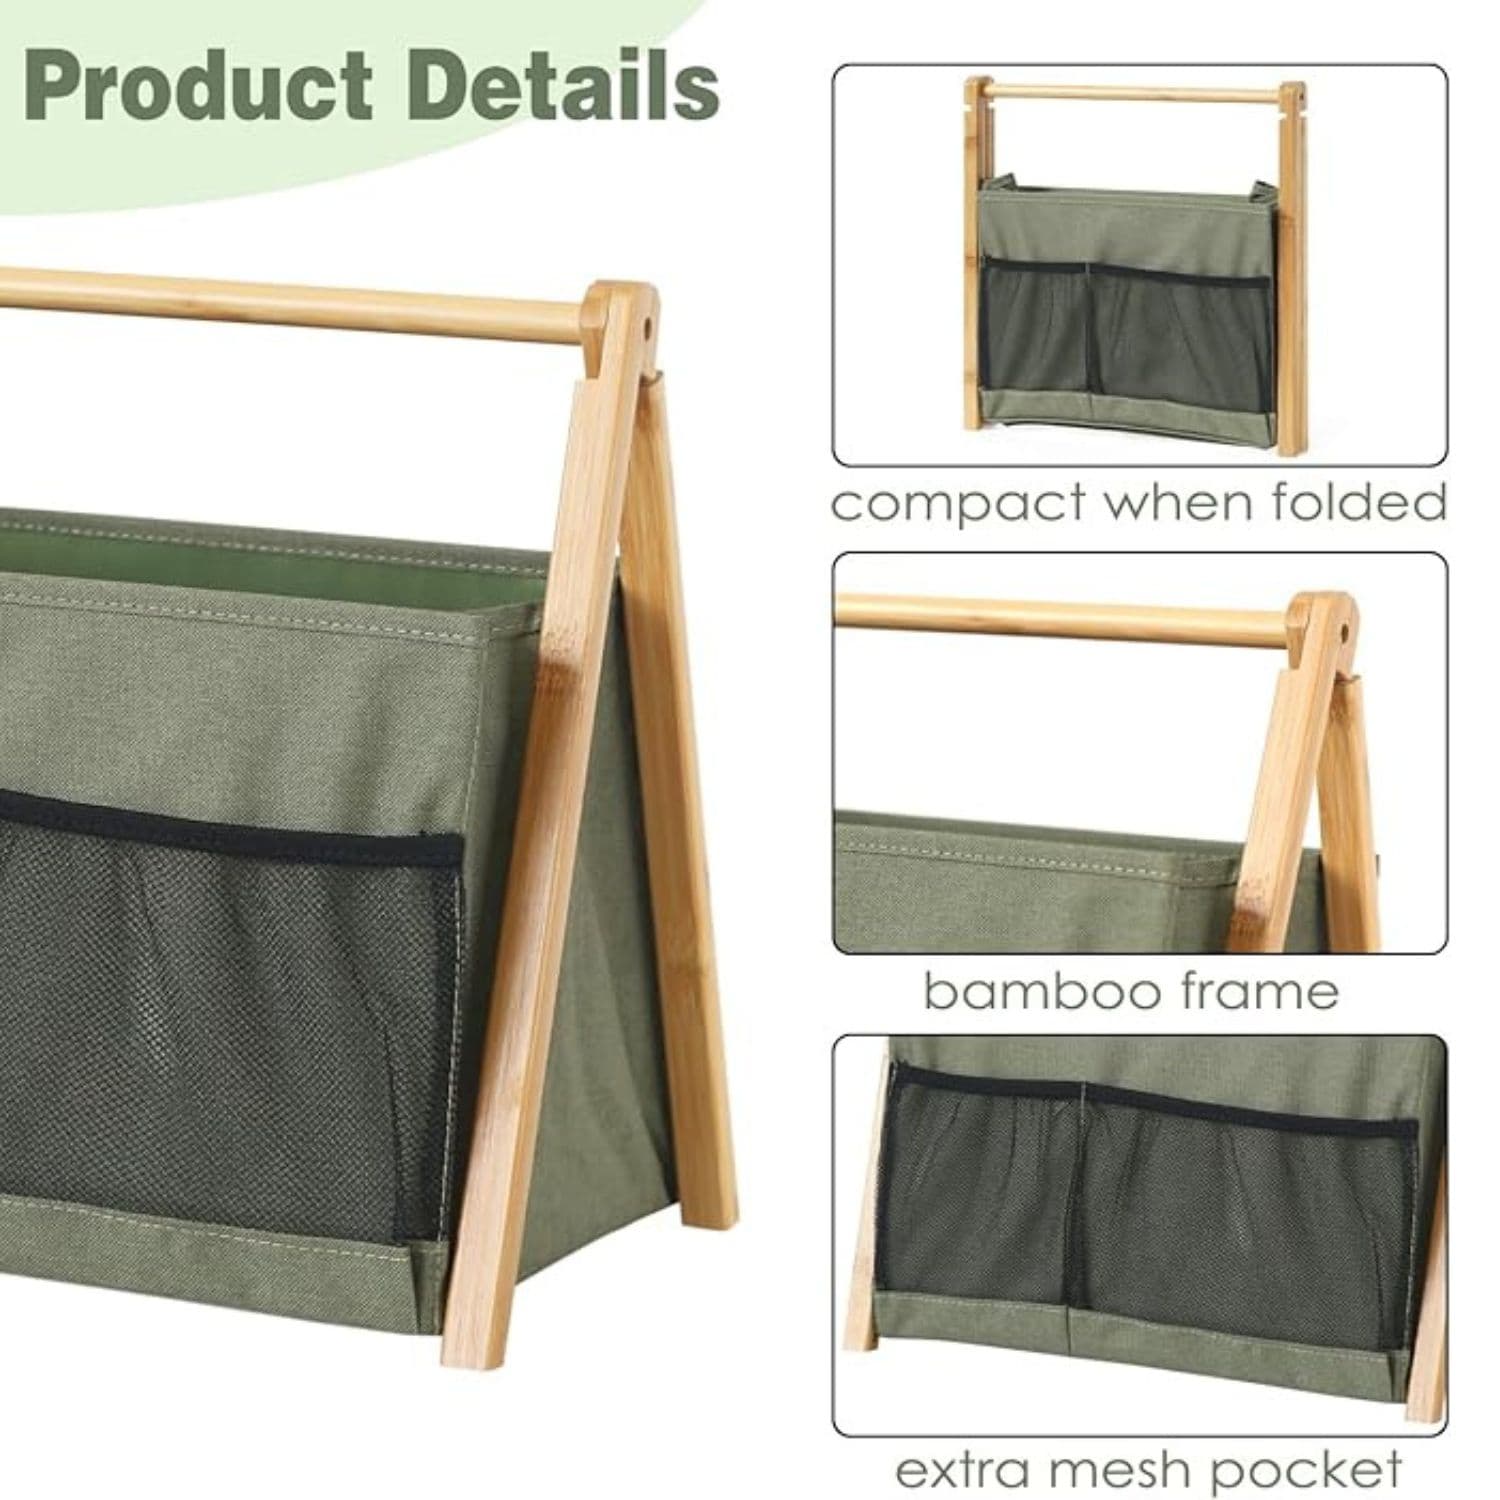 Product Details
compact when folded
bamboo frame
extra mesh pocket